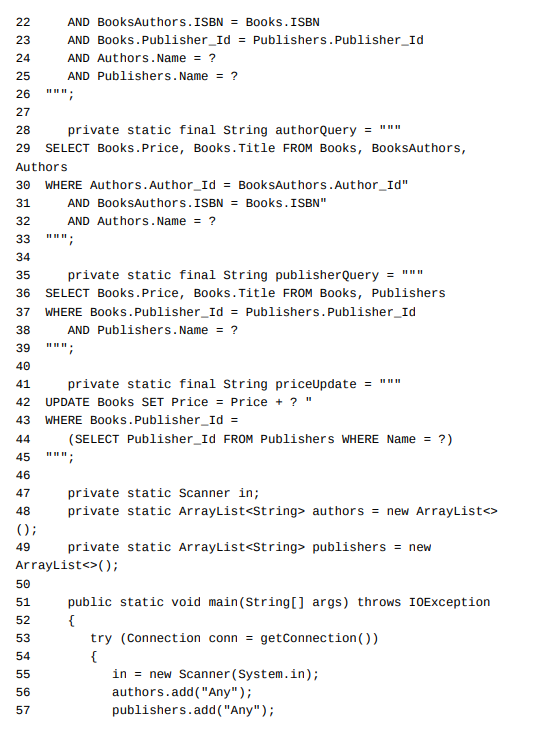 22     AND BooksAuthors.ISBN = Books.ISBN
23     AND Books.Publisher_Id = Publishers.Publisher_Id
24     AND Authors.Name = ?
25     AND Publishers.Name = ?
26  """;
27
28     private static final String authorQuery = """
29  SELECT Books.Price, Books.Title FROM Books, BooksAuthors,
Authors
30  WHERE Authors.Author_Id = BooksAuthors.Author_Id"
31     AND BooksAuthors.ISBN = Books.ISBN"
32     AND Authors.Name = ?
33  """;
34
35     private static final String publisherQuery = """
36  SELECT Books.Price, Books.Title FROM Books, Publishers
37  WHERE Books.Publisher_Id = Publishers.Publisher_Id
38     AND Publishers.Name = ?
39  """;
40
41     private static final String priceUpdate = """
42  UPDATE Books SET Price = Price + ? "
43  WHERE Books.Publisher_Id =
44     (SELECT Publisher_Id FROM Publishers WHERE Name = ?)
45  """;
46
47     private static Scanner in;
48     private static ArrayList<String> authors = new ArrayList<>
();
49     private static ArrayList<String> publishers = new
ArrayList<>();
50
51     public static void main(String[] args) throws IOException
52     {
53        try (Connection conn = getConnection())
54        {
55           in = new Scanner(System.in);
56           authors.add("Any");
57           publishers.add("Any");